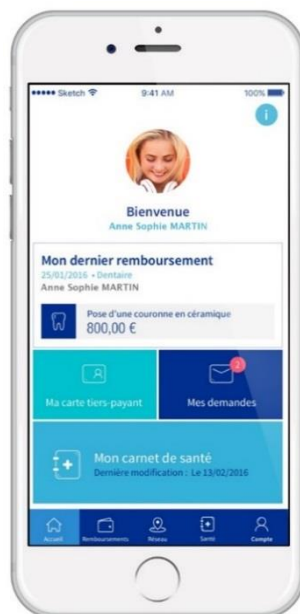 Sketch 9:41 AM 100%
i
Bienvenue
Anne Sophie MARTIN
Mon dernier remboursement
25/01/2016 • Dentaire
Anne Sophie MARTIN
Pose d'une couronne en céramique
800,00 €
2
Ma carte tiers-payant Mes demandes
Mon carnet de santé
Dernière modification : Le 13/02/2016
Accueil Remboursements Réseau Santé Compte